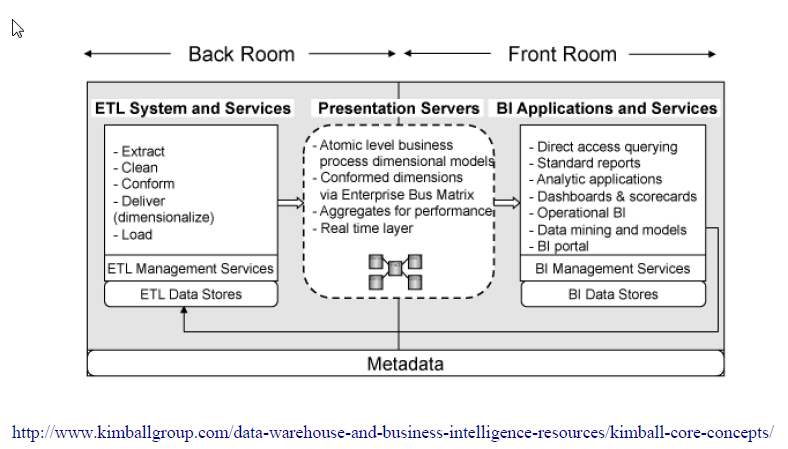 Back Room
Front Room
ETL System and Services
Presentation Servers
BI Applications and Services
- Extract
- Clean
- Conform
- Deliver
(dimensionalize)
- Load
ETL Management Services
ETL Data Stores
- Atomic level business
process dimensional models
- Conformed dimensions
via Enterprise Bus Matrix
- Aggregates for performance
- Real time layer
- Direct access querying
- Standard reports
- Analytic applications
- Dashboards & scorecards
- Operational BI
- Data mining and models
- BI portal
BI Management Services
BI Data Stores
Metadata
http://www.kimballgroup.com/data-warehouse-and-business-intelligence-resources/kimball-core-concepts/